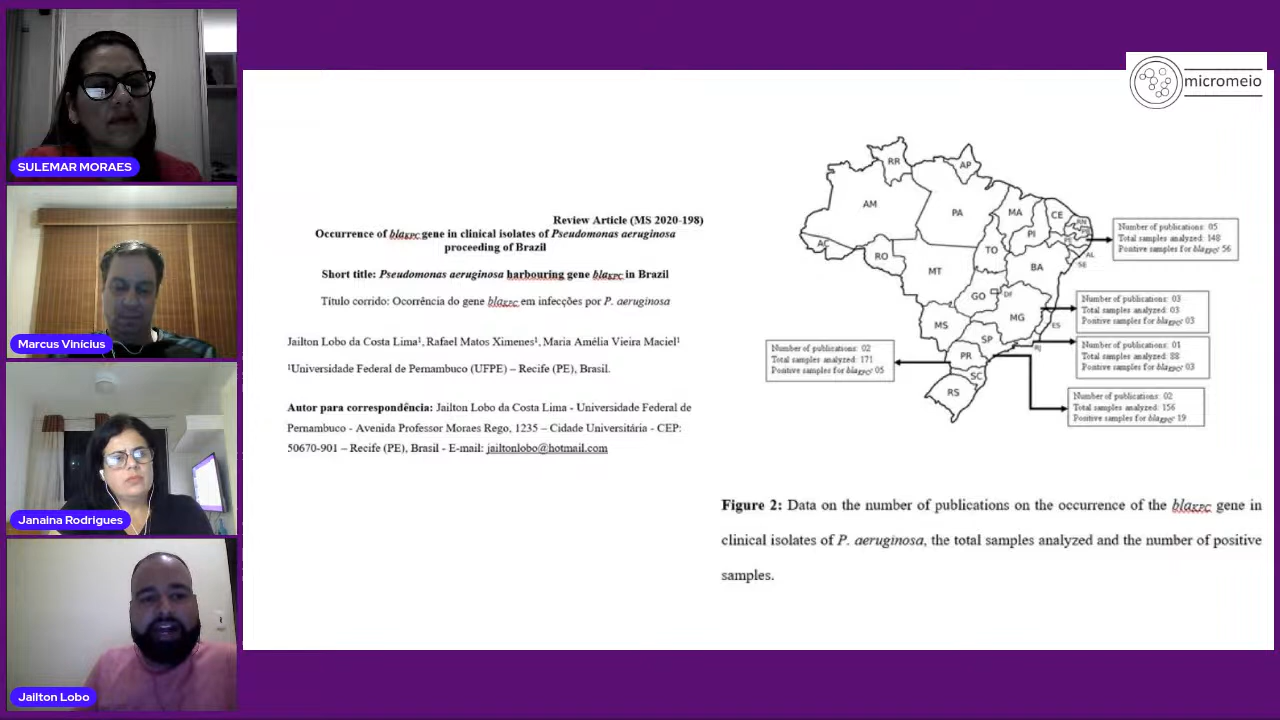 SULEMAR MORAES
Marcus Vinícius
Janaina Rodrigues
Jailton Lobo
micromeio
Review Article (MS 2020-198)
Occurrence of blaKPC gene in clinical isolates of Pseudomonas aeruginosa
proceeding of Brazil
Short title: Pseudomonas aeruginosa harbouring gene blaKPC in Brazil
Título corrido: Ocorrência do gene blaKPC em infecções por P. aeruginosa
Jailton Lobo da Costa Lima¹, Rafael Matos Ximenes¹, Maria Amélia Vieira Maciel¹
¹Universidade Federal de Pernambuco (UFPE) – Recife (PE), Brasil.
Autor para correspondência: Jailton Lobo da Costa Lima - Universidade Federal de
Pernambuco - Avenida Professor Moraes Rego, 1235 – Cidade Universitária - CEP:
50670-901 – Recife (PE), Brasil - E-mail: jailtonlobo@hotmail.com
RR
AP
AM
PA
MA
CE
RN
PI
PE
AC
RO
TO
AL
SE
MT
BA
GO
DF
MS
MG
ES
SP
RJ
PR
SC
RS
Number of publications: 05
Total samples analyzed: 148
Positive samples for blaKPC: 56
Number of publications: 03
Total samples analyzed: 03
Positive samples for blaKPC: 03
Number of publications: 01
Total samples analyzed: 88
Positive samples for blaKPC: 03
Number of publications: 02
Total samples analyzed: 171
Positive samples for blaKPC: 05
Number of publications: 02
Total samples analyzed: 156
Positive samples for blaKPC: 19
Figure 2: Data on the number of publications on the occurrence of the blaKPC gene in
clinical isolates of P. aeruginosa, the total samples analyzed and the number of positive
samples.